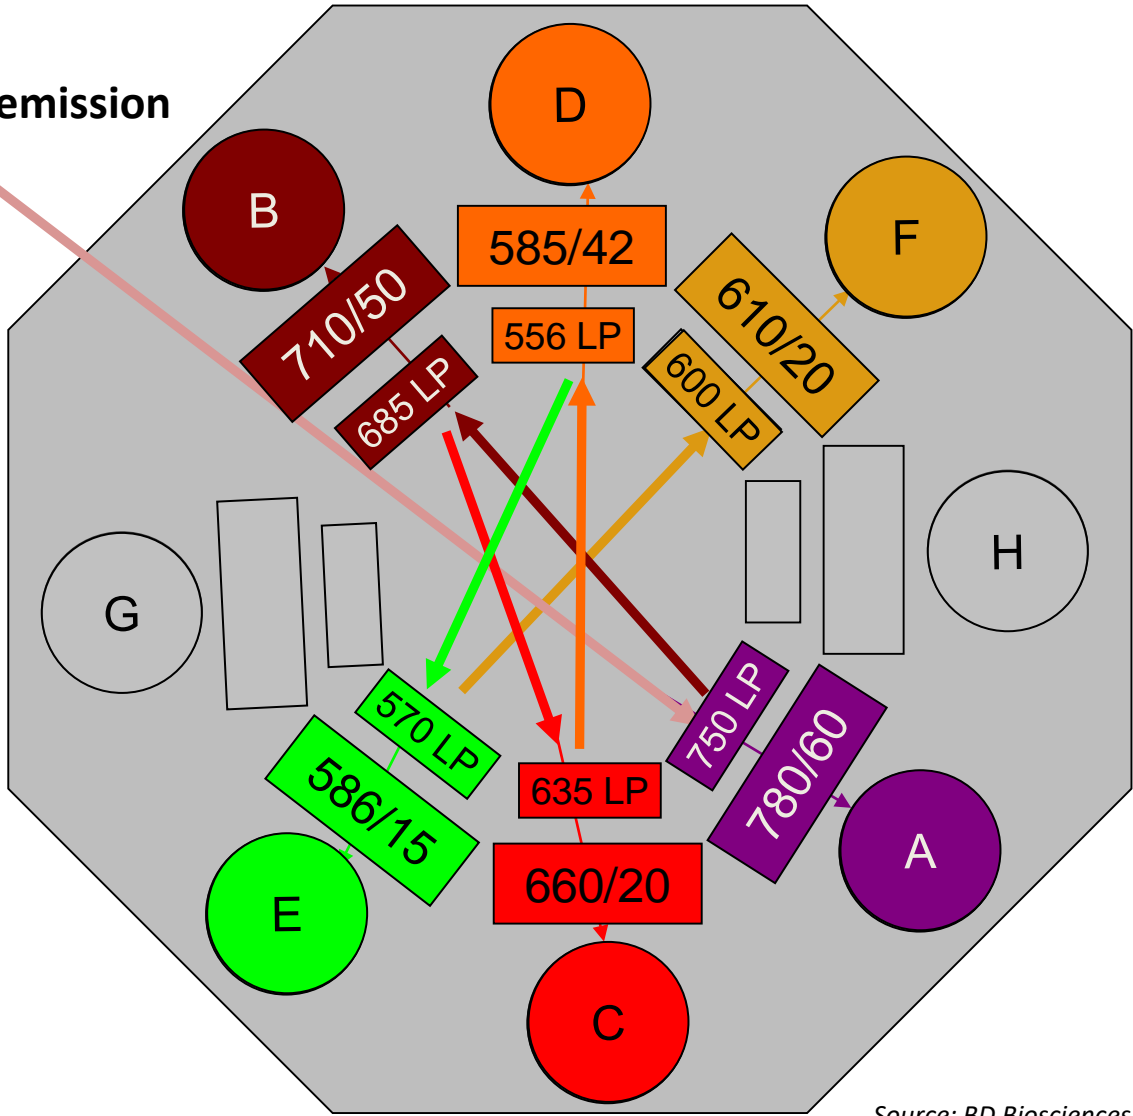 emission
D
B
F
585/42
710/50
610/20
556 LP
685 LP
600 LP
H
G
570 LP
750 LP
586/15
635 LP
780/60
A
660/20
E
C
Source: BD Biosciences